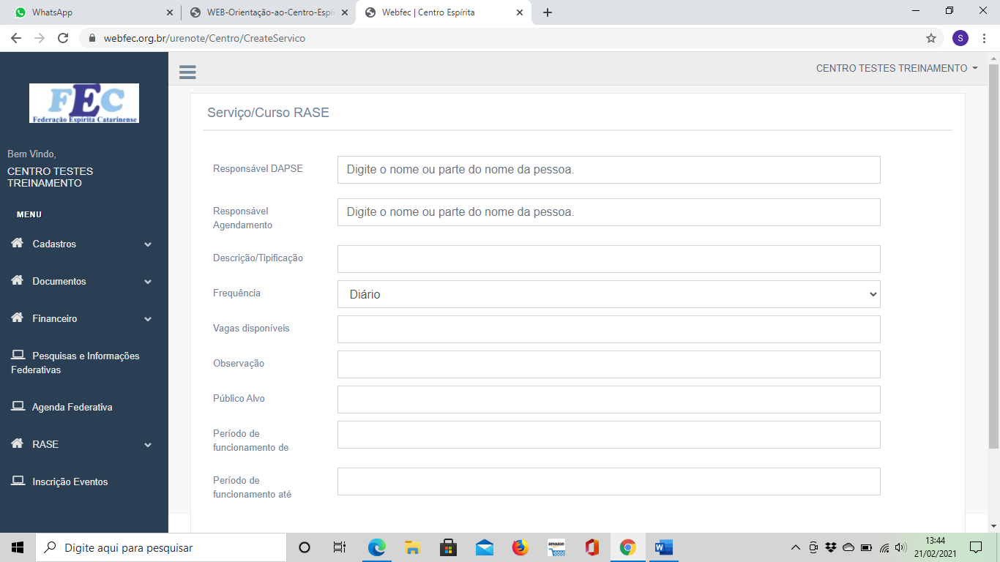 WhatsApp
WEB-Orientação-ao-Centro-Espír
Webfec | Centro Espírita
webfec.org.br/urenote/Centro/CreateServico
S
CENTRO TESTES TREINAMENTO
FEC
Federação Espírita Catarinense
Bem Vindo,
CENTRO TESTES
TREINAMENTO
MENU
Cadastros
Documentos
Financeiro
Pesquisas e Informações
Federativas
Agenda Federativa
RASE
Inscrição Eventos
Serviço/Curso RASE
Responsável DAPSE
Digite o nome ou parte do nome da pessoa.
Responsável
Agendamento
Digite o nome ou parte do nome da pessoa.
Descrição/Tipificação
Frequência
Diário
Vagas disponíveis
Observação
Público Alvo
Período de
funcionamento de
Período de
funcionamento até
Digite aqui para pesquisar
amazon
W
13:44
21/02/2021